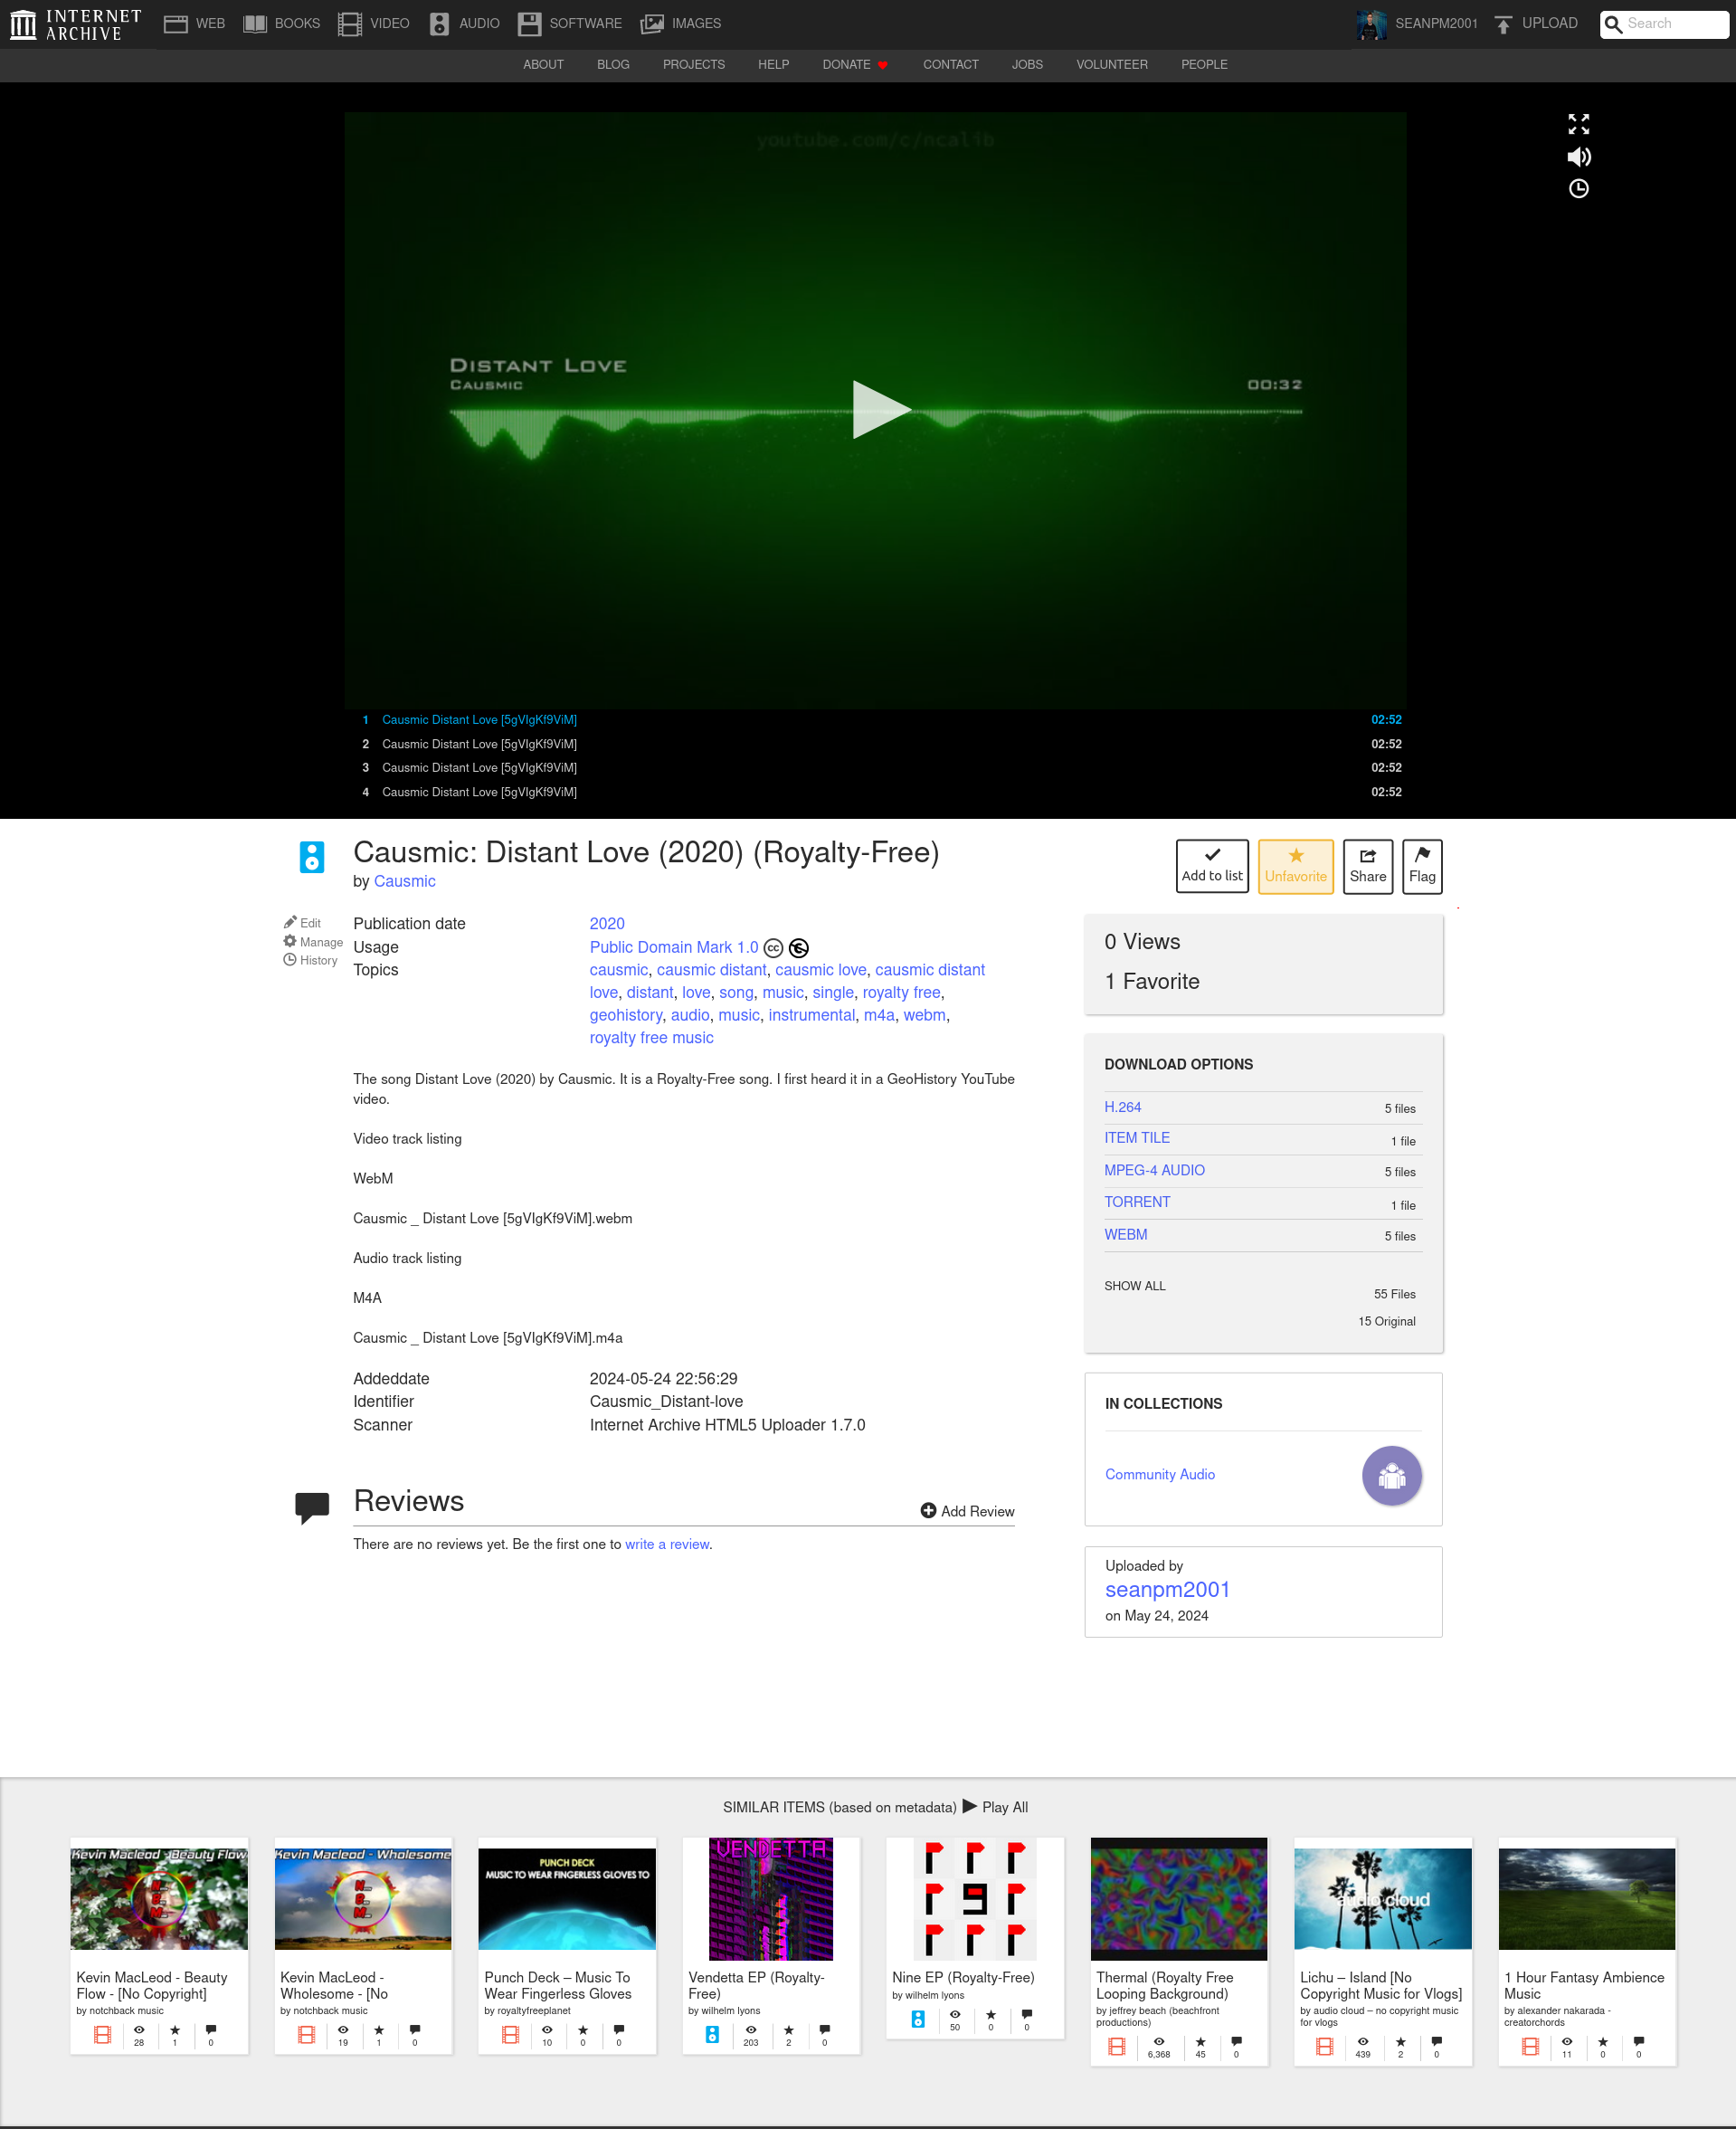 INTERNET ARCHIVE
WEB BOOKS VIDEO AUDIO SOFTWARE IMAGES
SEANPM2001 UPLOAD Search
ABOUT BLOG PROJECTS HELP DONATE CONTACT JOBS VOLUNTEER PEOPLE
youtube.com/c/ncalib
Distant Love
Causmic 00:32
1 Causmic Distant Love [5gVIgKf9ViM] 02:52
2 Causmic Distant Love [5gVIgKf9ViM] 02:52
3 Causmic Distant Love [5gVIgKf9ViM] 02:52
4 Causmic Distant Love [5gVIgKf9ViM] 02:52
Causmic: Distant Love (2020) (Royalty-Free)
by Causmic
Add to list Unfavorite Share Flag
Edit
Manage
History
Publication date 2020
Usage Public Domain Mark 1.0
Topics causmic, causmic distant, causmic love, causmic distant
love, distant, love, song, music, single, royalty free,
geohistory, audio, music, instrumental, m4a, webm,
royalty free music
The song Distant Love (2020) by Causmic. It is a Royalty-Free song. I first heard it in a GeoHistory YouTube
video.
Video track listing
WebM
Causmic _ Distant Love [5gVIgKf9ViM].webm
Audio track listing
M4A
Causmic _ Distant Love [5gVIgKf9ViM].m4a
Addeddate 2024-05-24 22:56:29
Identifier Causmic_Distant-love
Scanner Internet Archive HTML5 Uploader 1.7.0
Reviews
Add Review
There are no reviews yet. Be the first one to write a review.
0 Views
1 Favorite
DOWNLOAD OPTIONS
H.264 5 files
ITEM TILE 1 file
MPEG-4 AUDIO 5 files
TORRENT 1 file
WEBM 5 files
SHOW ALL 55 Files
15 Original
IN COLLECTIONS
Community Audio
Uploaded by
seanpm2001
on May 24, 2024
SIMILAR ITEMS (based on metadata) Play All
Kevin Macleod - Beauty Flow
Kevin MacLeod - Beauty
Flow - [No Copyright]
by notchback music
28 1 0
Kevin Macleod - Wholesome
Kevin MacLeod -
Wholesome - [No
by notchback music
19 1 0
PUNCH DECK
MUSIC TO WEAR FINGERLESS GLOVES TO
Punch Deck – Music To
Wear Fingerless Gloves
by royaltyfreeplanet
10 0 0
VENDETTA
Vendetta EP (Royalty-
Free)
by wilhelm lyons
203 2 0
9
Nine EP (Royalty-Free)
by wilhelm lyons
50 0 0
Thermal (Royalty Free
Looping Background)
by jeffrey beach (beachfront
productions)
6,368 45 0
audio cloud
Lichu – Island [No
Copyright Music for Vlogs]
by audio cloud – no copyright music
for vlogs
439 2 0
1 Hour Fantasy Ambience
Music
by alexander nakarada -
creatorchords
11 0 0